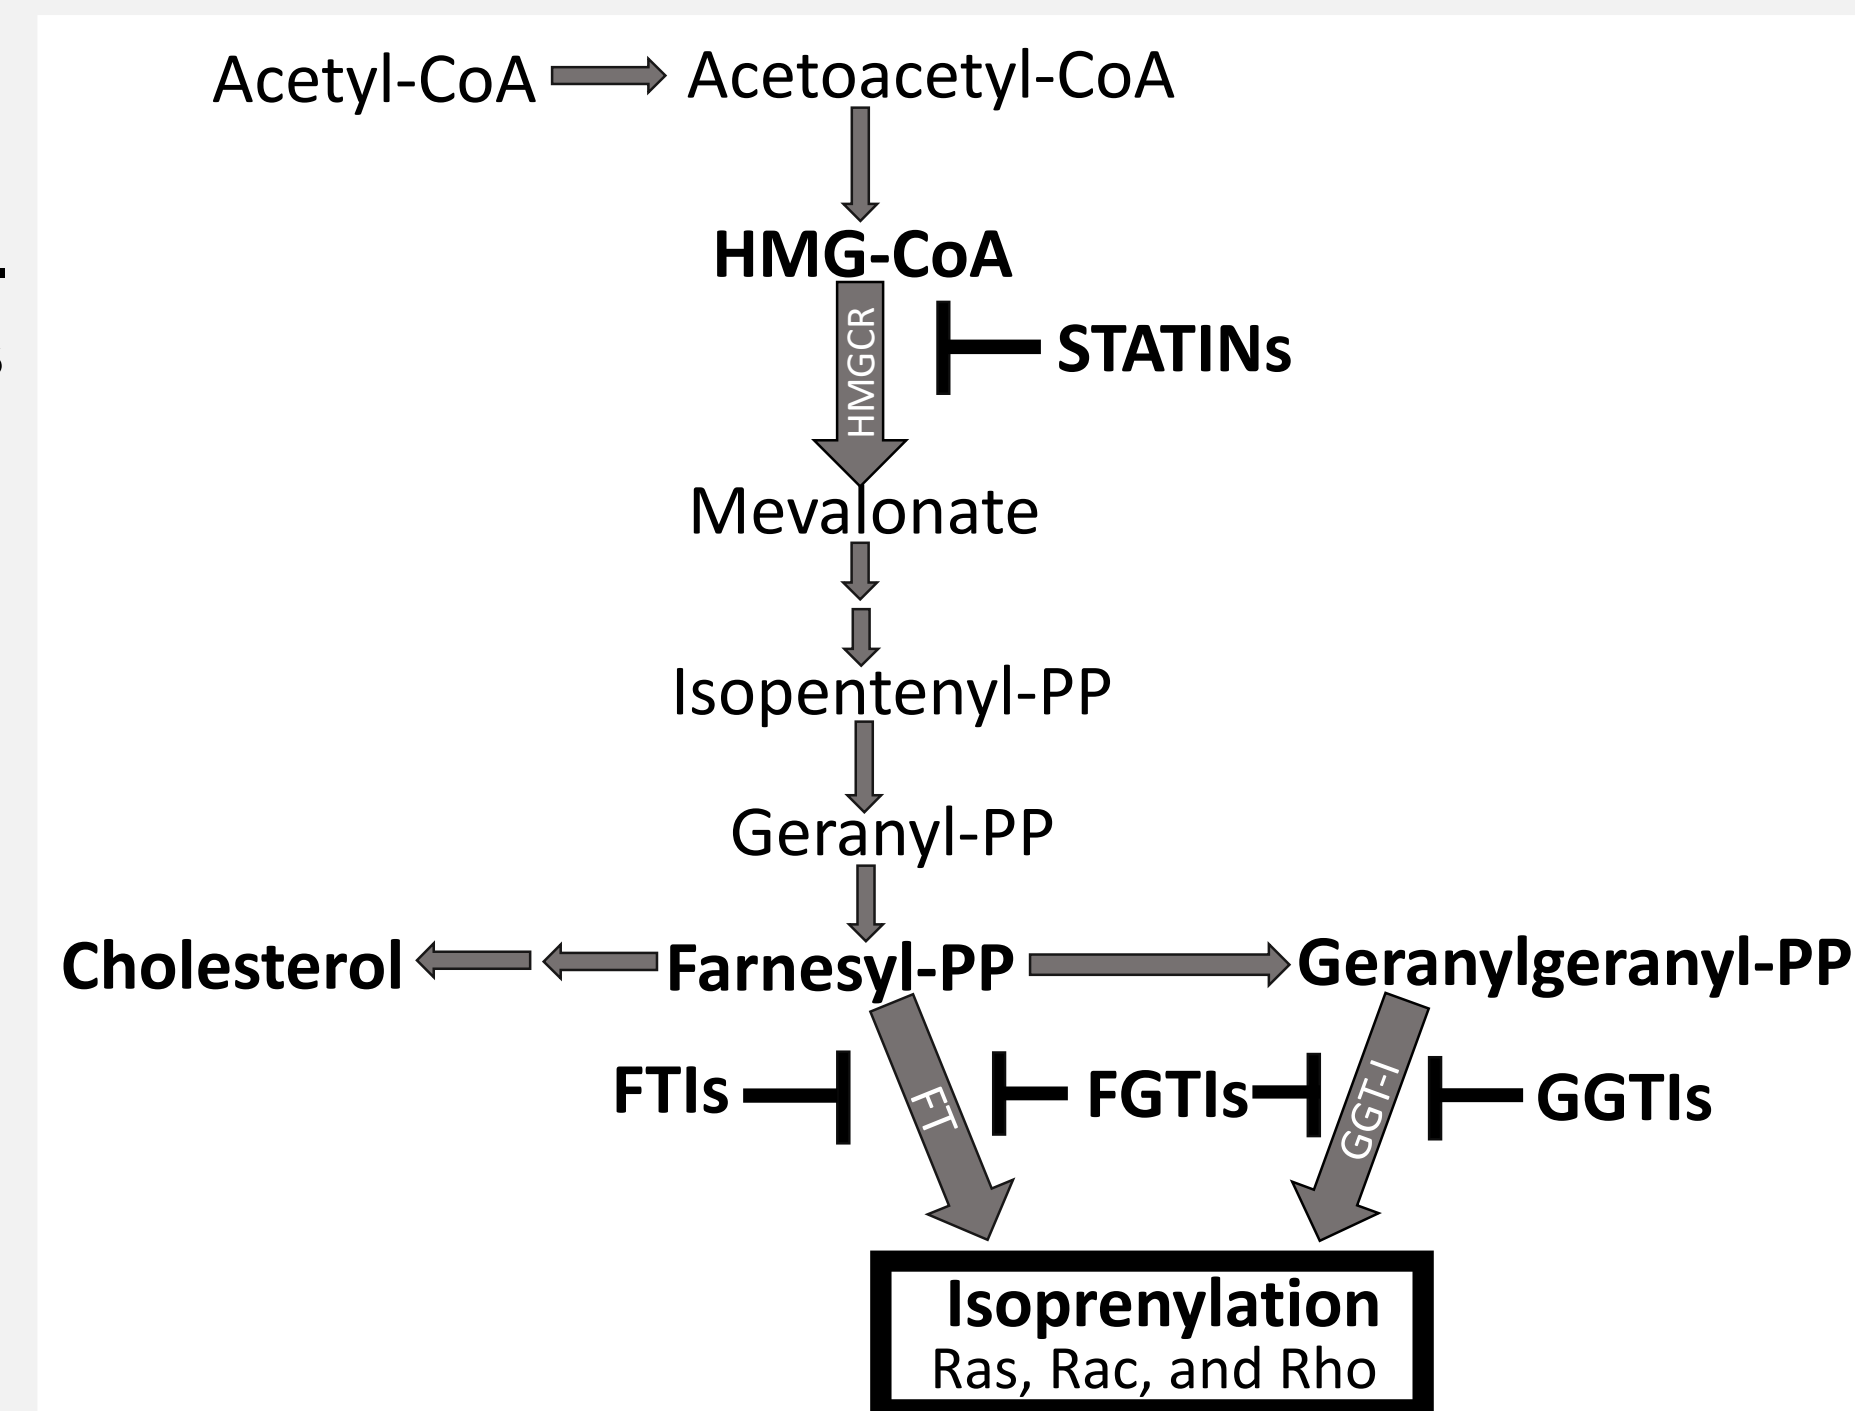 Acetyl-CoA
Acetoacetyl-CoA
HMG-CoA
HMGCR
STATINs
Mevalonate
Isopentenyl-PP
Geranyl-PP
Cholesterol
Farnesyl-PP
Geranylgeranyl-PP
FTIs
FT
FGTIs
GGT-I
GGTIs
Isoprenylation
Ras, Rac, and Rho